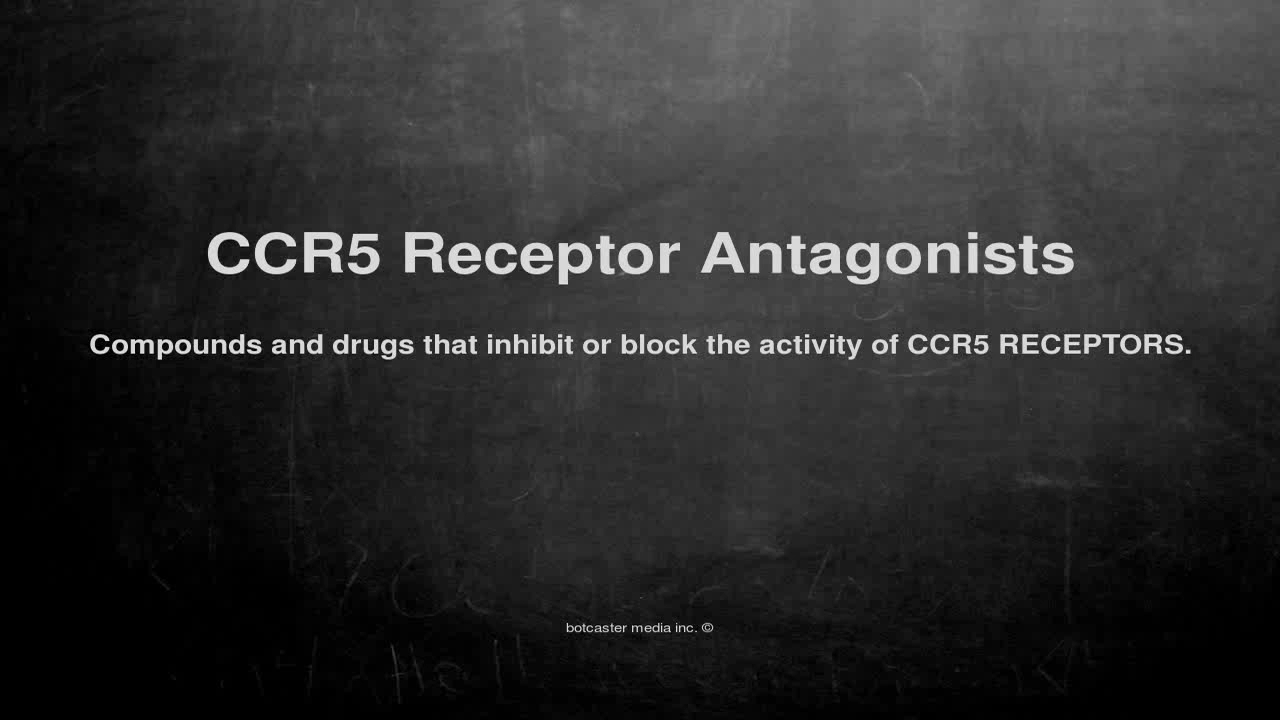 CCR5 Receptor Antagonists
Compounds and drugs that inhibit or block the activity of CCR5 RECEPTORS.
botcaster media inc. ©